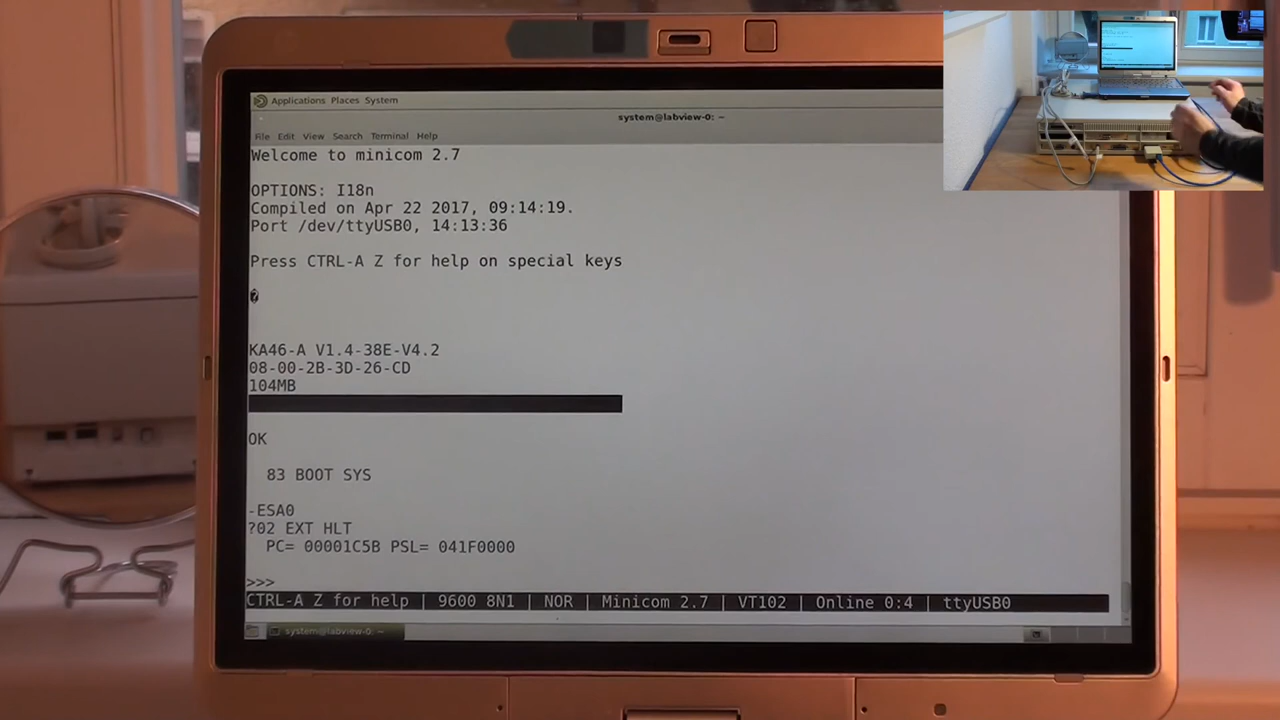 Applications Places System
system@labview-0: ~
File Edit View Search Terminal Help
Welcome to minicom 2.7
OPTIONS: I18n
Compiled on Apr 22 2017, 09:14:19.
Port /dev/ttyUSB0, 14:13:36
Press CTRL-A Z for help on special keys
�
KA46-A V1.4-38E-V4.2
08-00-2B-3D-26-CD
104MB
OK
83 BOOT SYS
-ESA0
?02 EXT HLT
PC= 00001C5B PSL= 041F0000
>>>
CTRL-A Z for help | 9600 8N1 | NOR | Minicom 2.7 | VT102 | Online 0:4 | ttyUSB0
system@labview-0: ~